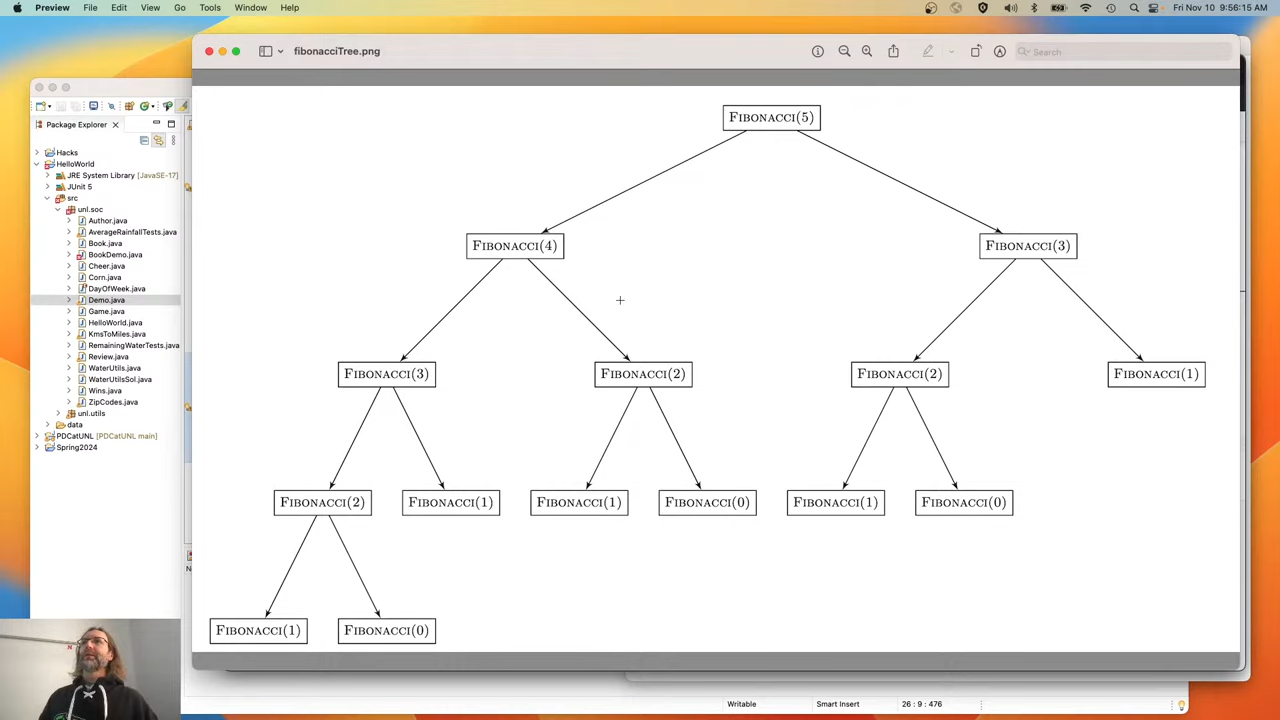 Preview File Edit View Go Tools Window Help Fri Nov 10 9:56:15 AM
fibonacciTree.png
Search
Package Explorer
Hacks
HelloWorld
JRE System Library [JavaSE-17]
JUnit 5
src
unl.soc
Author.java
AverageRainfallTests.java
Book.java
BookDemo.java
Cheer.java
Corn.java
DayOfWeek.java
Demo.java
Game.java
HelloWorld.java
KmsToMiles.java
RemainingWaterTests.java
Review.java
WaterUtils.java
WaterUtilsSol.java
Wins.java
ZipCodes.java
unl.utils
data
PDCatUNL [PDCatUNL main]
Spring2024
FIBONACCI(5)
FIBONACCI(4) FIBONACCI(3)
FIBONACCI(3) FIBONACCI(2) FIBONACCI(2) FIBONACCI(1)
FIBONACCI(2) FIBONACCI(1) FIBONACCI(1) FIBONACCI(0) FIBONACCI(1) FIBONACCI(0)
FIBONACCI(1) FIBONACCI(0)
Writable Smart Insert 26 : 9 : 476